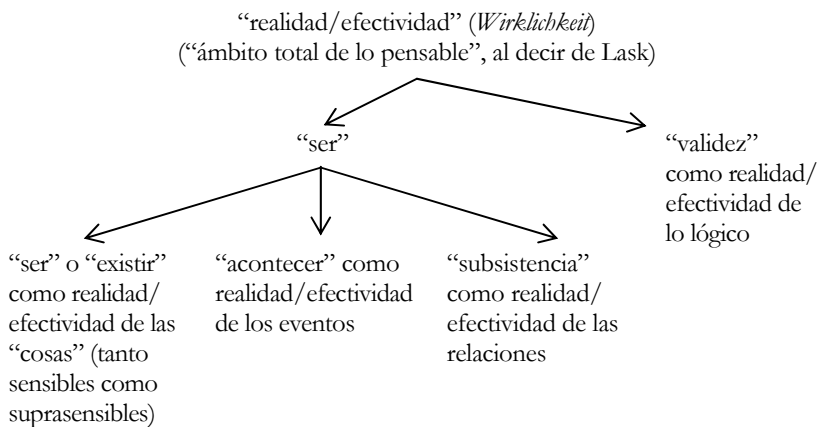 “realidad/efectividad” (Wirklichkeit)
(“ámbito total de lo pensable”, al decir de Lask)
“ser”
“validez”
como realidad/
efectividad de
lo lógico
“ser” o “existir”
como realidad/
efectividad de las
“cosas” (tanto
sensibles como
suprasensibles)
“acontecer” como
realidad/efectividad
de los eventos
“subsistencia”
como realidad/
efectividad de las
relaciones